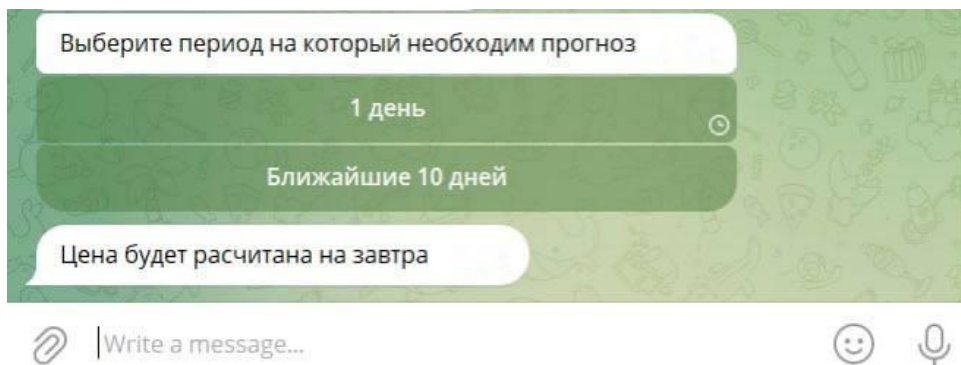 Выберите период на который необходим прогноз
1 день
Ближайшие 10 дней
Цена будет расчитана на завтра
Write a message...